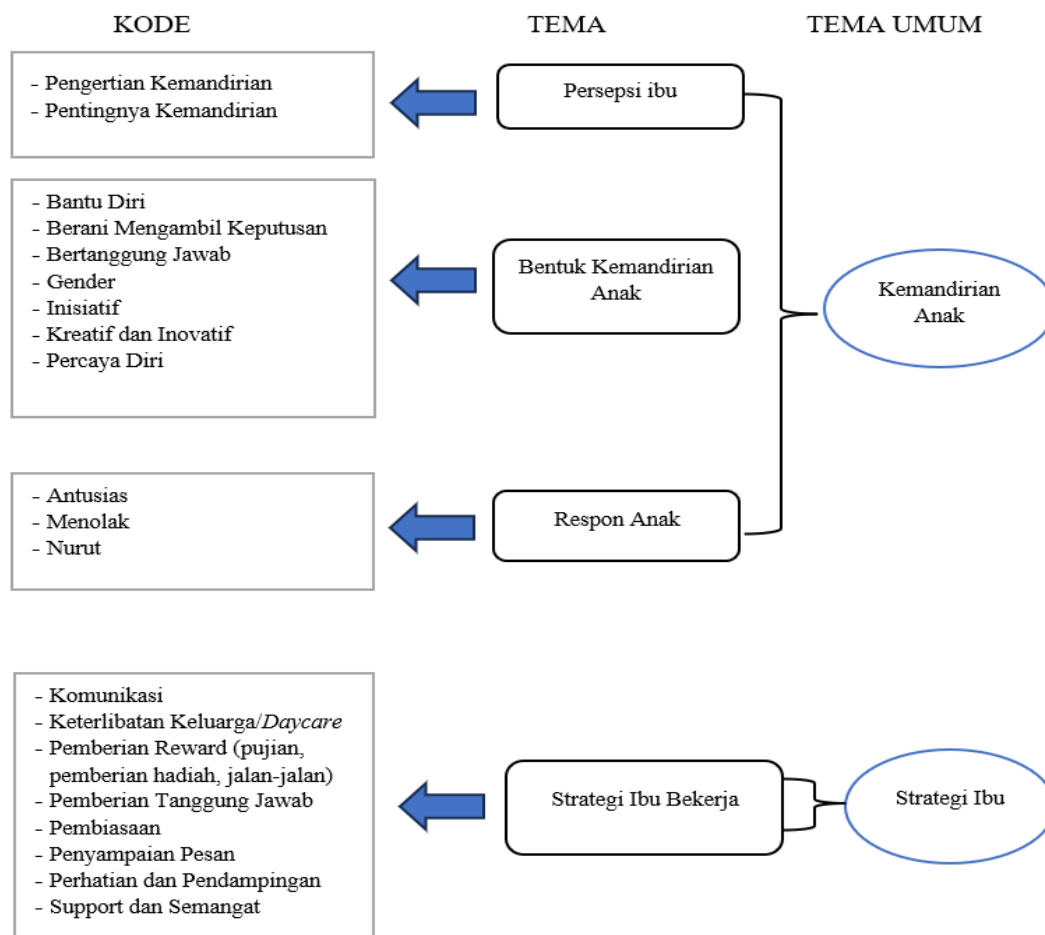 KODE
TEMA
TEMA UMUM
- Pengertian Kemandirian
- Pentingnya Kemandirian
Persepsi ibu
- Bantu Diri
- Berani Mengambil Keputusan
- Bertanggung Jawab
- Gender
- Inisiatif
- Kreatif dan Inovatif
- Percaya Diri
Bentuk Kemandirian
Anak
Kemandirian
Anak
- Antusias
- Menolak
- Nurut
Respon Anak
- Komunikasi
- Keterlibatan Keluarga/Daycare
- Pemberian Reward (pujian,
pemberian hadiah, jalan-jalan)
- Pemberian Tanggung Jawab
- Pembiasaan
- Penyampaian Pesan
- Perhatian dan Pendampingan
- Support dan Semangat
Strategi Ibu Bekerja
Strategi Ibu